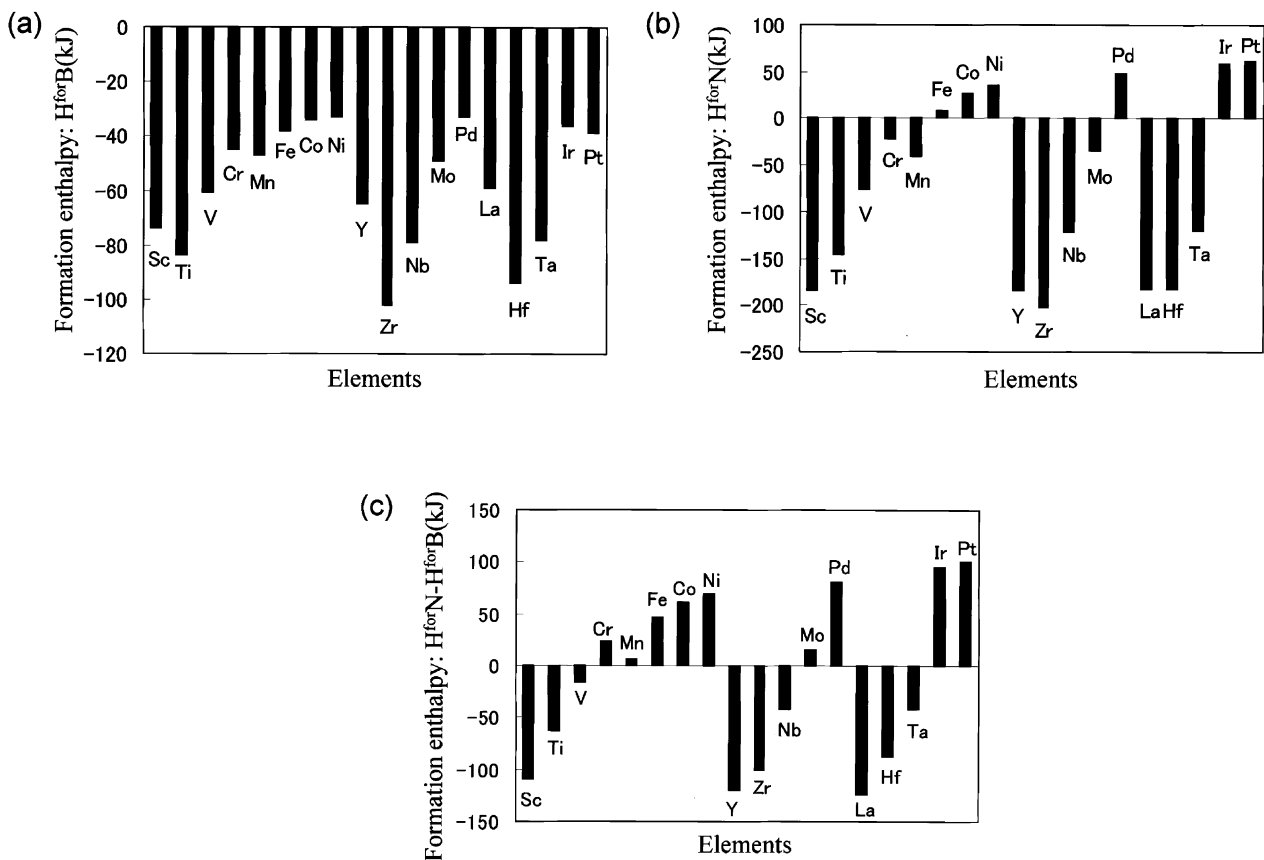 (a)
Formation enthalpy: HforB(kJ)
0
−20
−40
−60
−80
−100
−120
Sc
Ti
V
Cr
Mn
Fe
Co
Ni
Y
Zr
Nb
Mo
Pd
La
Hf
Ta
Ir
Pt
Elements
(b)
Formation enthalpy: HforN(kJ)
100
50
0
−50
−100
−150
−200
−250
Sc
Ti
V
Cr
Mn
Fe
Co
Ni
Y
Zr
Nb
Mo
Pd
La
Hf
Ta
Ir
Pt
Elements
(c)
Formation enthalpy: HforN-HforB(kJ)
150
100
50
0
−50
−100
−150
Sc
Ti
V
Cr
Mn
Fe
Co
Ni
Y
Zr
Nb
Mo
Pd
La
Hf
Ta
Ir
Pt
Elements